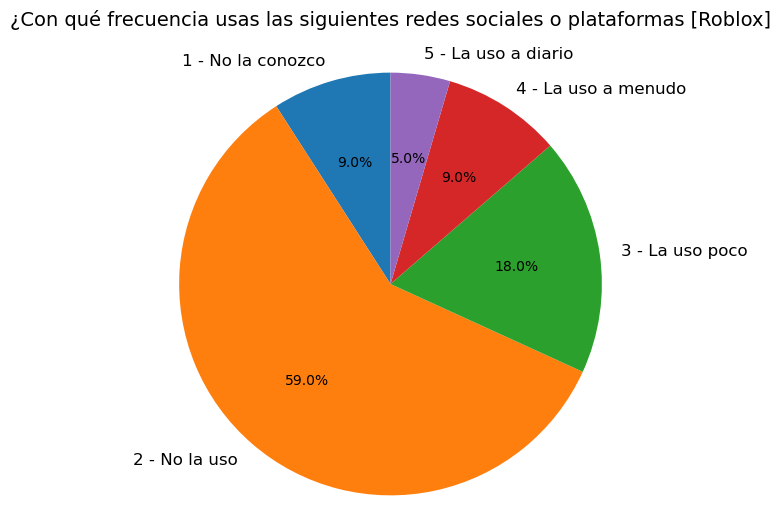 ¿Con qué frecuencia usas las siguientes redes sociales o plataformas [Roblox]
5 - La uso a diario
1 - No la conozco
4 - La uso a menudo
5.0%
9.0%
9.0%
3 - La uso poco
18.0%
59.0%
2 - No la uso